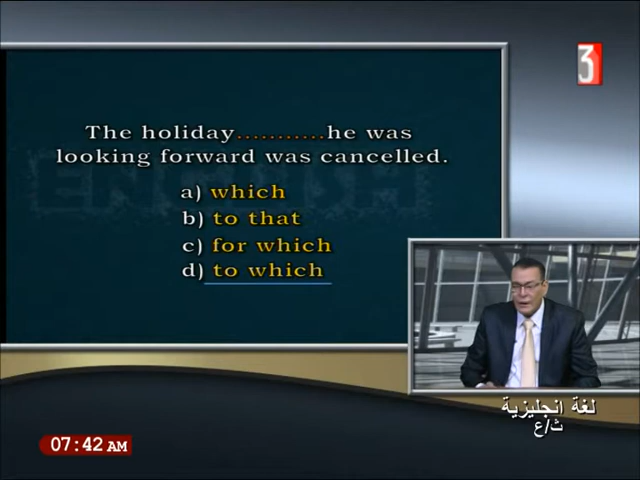 3
The holiday...........he was
looking forward was cancelled.
a) which
b) to that
c) for which
d) to which
لغة إنجليزية
ث/ع
07:42 AM